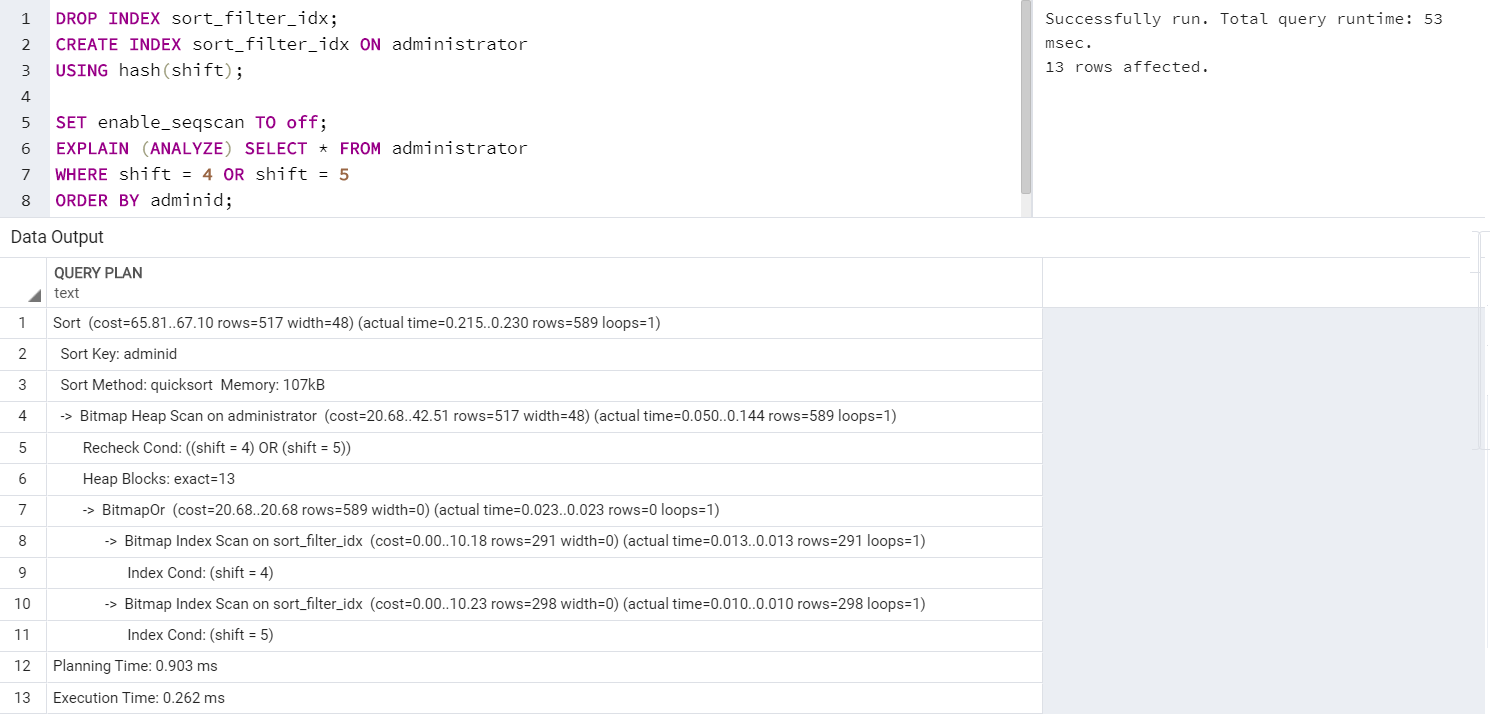 1 DROP INDEX sort_filter_idx;
2 CREATE INDEX sort_filter_idx ON administrator
3 USING hash(shift);
4
5 SET enable_seqscan TO off;
6 EXPLAIN (ANALYZE) SELECT * FROM administrator
7 WHERE shift = 4 OR shift = 5
8 ORDER BY adminid;
Successfully run. Total query runtime: 53
msec.
13 rows affected.
Data Output
QUERY PLAN
text
1 Sort (cost=65.81..67.10 rows=517 width=48) (actual time=0.215..0.230 rows=589 loops=1)
2 Sort Key: adminid
3 Sort Method: quicksort Memory: 107kB
4 -> Bitmap Heap Scan on administrator (cost=20.68..42.51 rows=517 width=48) (actual time=0.050..0.144 rows=589 loops=1)
5 Recheck Cond: ((shift = 4) OR (shift = 5))
6 Heap Blocks: exact=13
7 -> BitmapOr (cost=20.68..20.68 rows=589 width=0) (actual time=0.023..0.023 rows=0 loops=1)
8 -> Bitmap Index Scan on sort_filter_idx (cost=0.00..10.18 rows=291 width=0) (actual time=0.013..0.013 rows=291 loops=1)
9 Index Cond: (shift = 4)
10 -> Bitmap Index Scan on sort_filter_idx (cost=0.00..10.23 rows=298 width=0) (actual time=0.010..0.010 rows=298 loops=1)
11 Index Cond: (shift = 5)
12 Planning Time: 0.903 ms
13 Execution Time: 0.262 ms